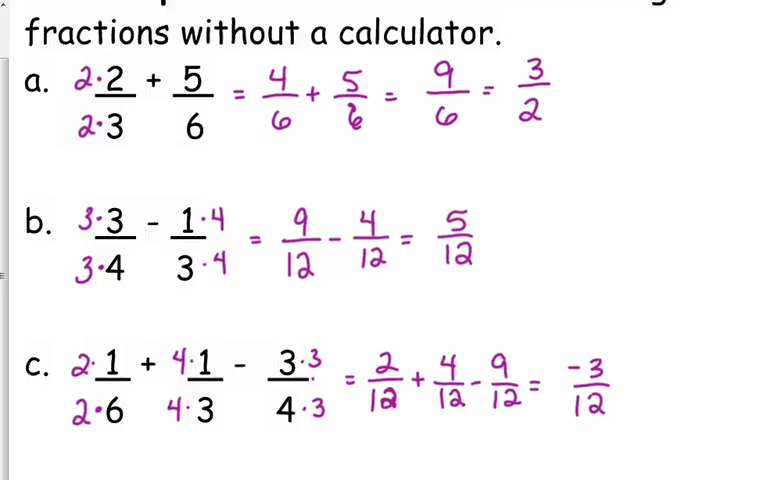 fractions without a calculator.
a. 2·2/2·3 + 5/6 = 4/6 + 5/6 = 9/6 = 3/2
b. 3·3/3·4 - 1·4/3·4 = 9/12 - 4/12 = 5/12
c. 2·1/2·6 + 4·1/4·3 - 3·3/4·3 = 2/12 + 4/12 - 9/12 = -3/12